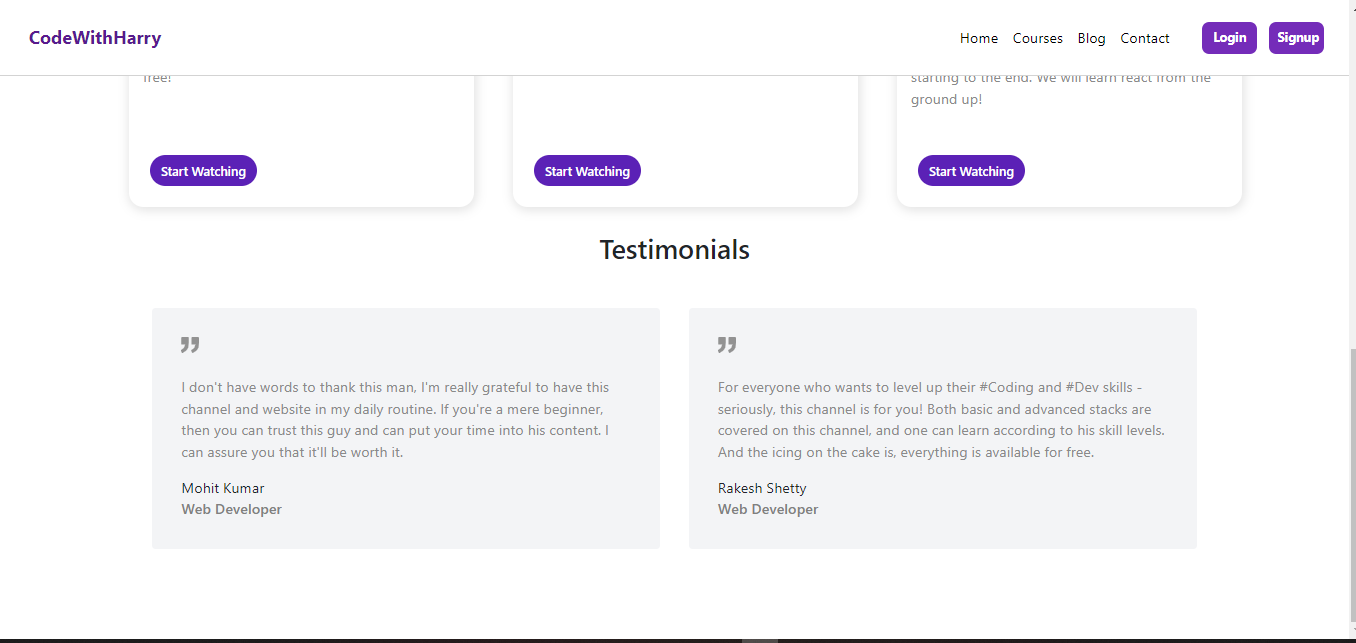 CodeWithHarry
Home Courses Blog Contact Login Signup
free!
starting to the end. We will learn react from the
ground up!
Start Watching
Start Watching
Start Watching
Testimonials
I don't have words to thank this man, I'm really grateful to have this
channel and website in my daily routine. If you're a mere beginner,
then you can trust this guy and can put your time into his content. I
can assure you that it'll be worth it.
Mohit Kumar
Web Developer
For everyone who wants to level up their #Coding and #Dev skills -
seriously, this channel is for you! Both basic and advanced stacks are
covered on this channel, and one can learn according to his skill levels.
And the icing on the cake is, everything is available for free.
Rakesh Shetty
Web Developer